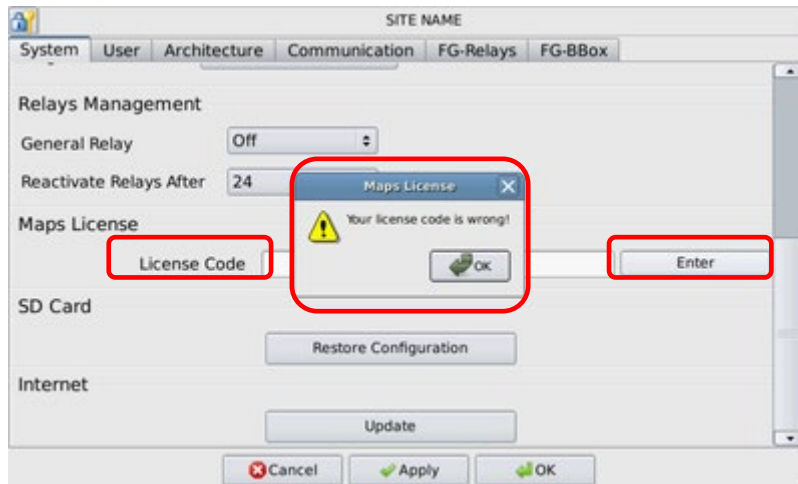 SITE NAME
System User Architecture Communication FG-Relays FG-BBox
Relays Management
General Relay Off
Reactivate Relays After 24
Maps License
Your license code is wrong!
OK
Maps License
License Code Enter
SD Card
Restore Configuration
Internet
Update
Cancel Apply OK